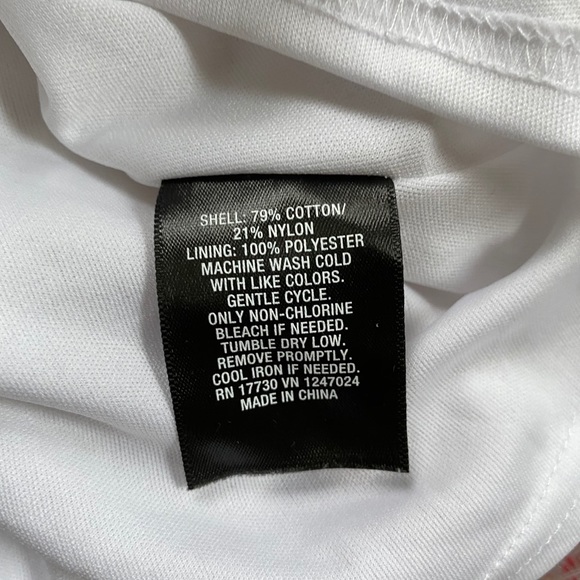 SHELL: 79% COTTON/
21% NYLON
LINING: 100% POLYESTER
MACHINE WASH COLD
WITH LIKE COLORS.
GENTLE CYCLE.
ONLY NON-CHLORINE
BLEACH IF NEEDED.
TUMBLE DRY LOW.
REMOVE PROMPTLY.
COOL IRON IF NEEDED.
RN 17730 VN 1247024
MADE IN CHINA